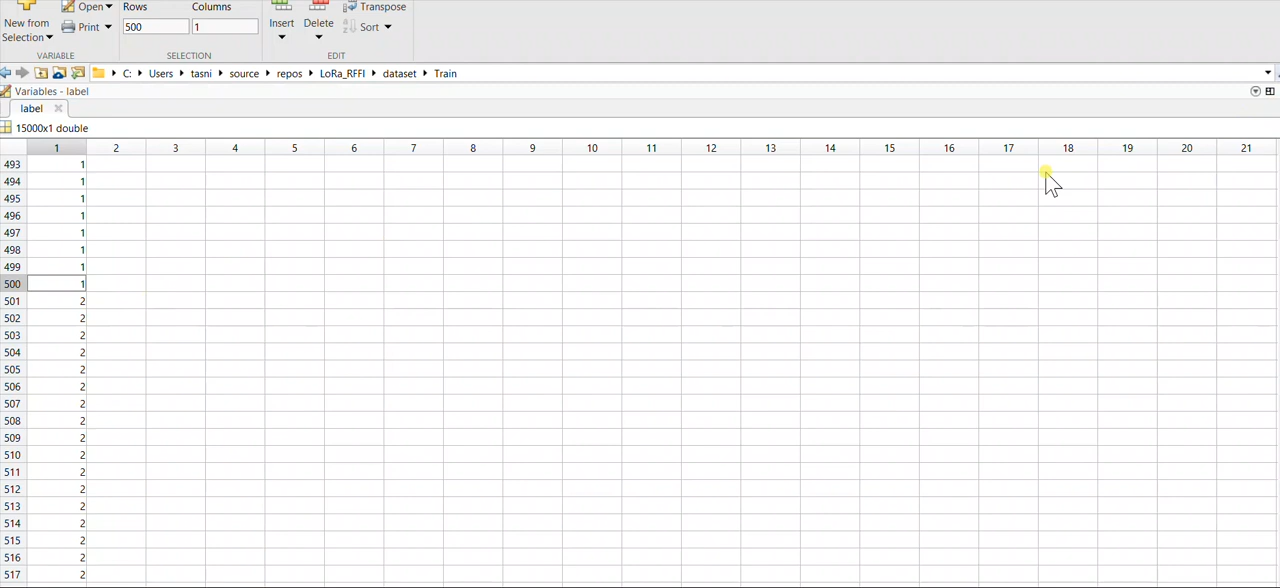 Open Rows Columns Transpose
New from Print 500 1 Insert Delete Sort
Selection
VARIABLE SELECTION EDIT
C: Users tasni source repos LoRa_RFFI dataset Train
Variables - label
label
15000x1 double
1 2 3 4 5 6 7 8 9 10 11 12 13 14 15 16 17 18 19 20 21
493 1
494 1
495 1
496 1
497 1
498 1
499 1
500 1
501 2
502 2
503 2
504 2
505 2
506 2
507 2
508 2
509 2
510 2
511 2
512 2
513 2
514 2
515 2
516 2
517 2